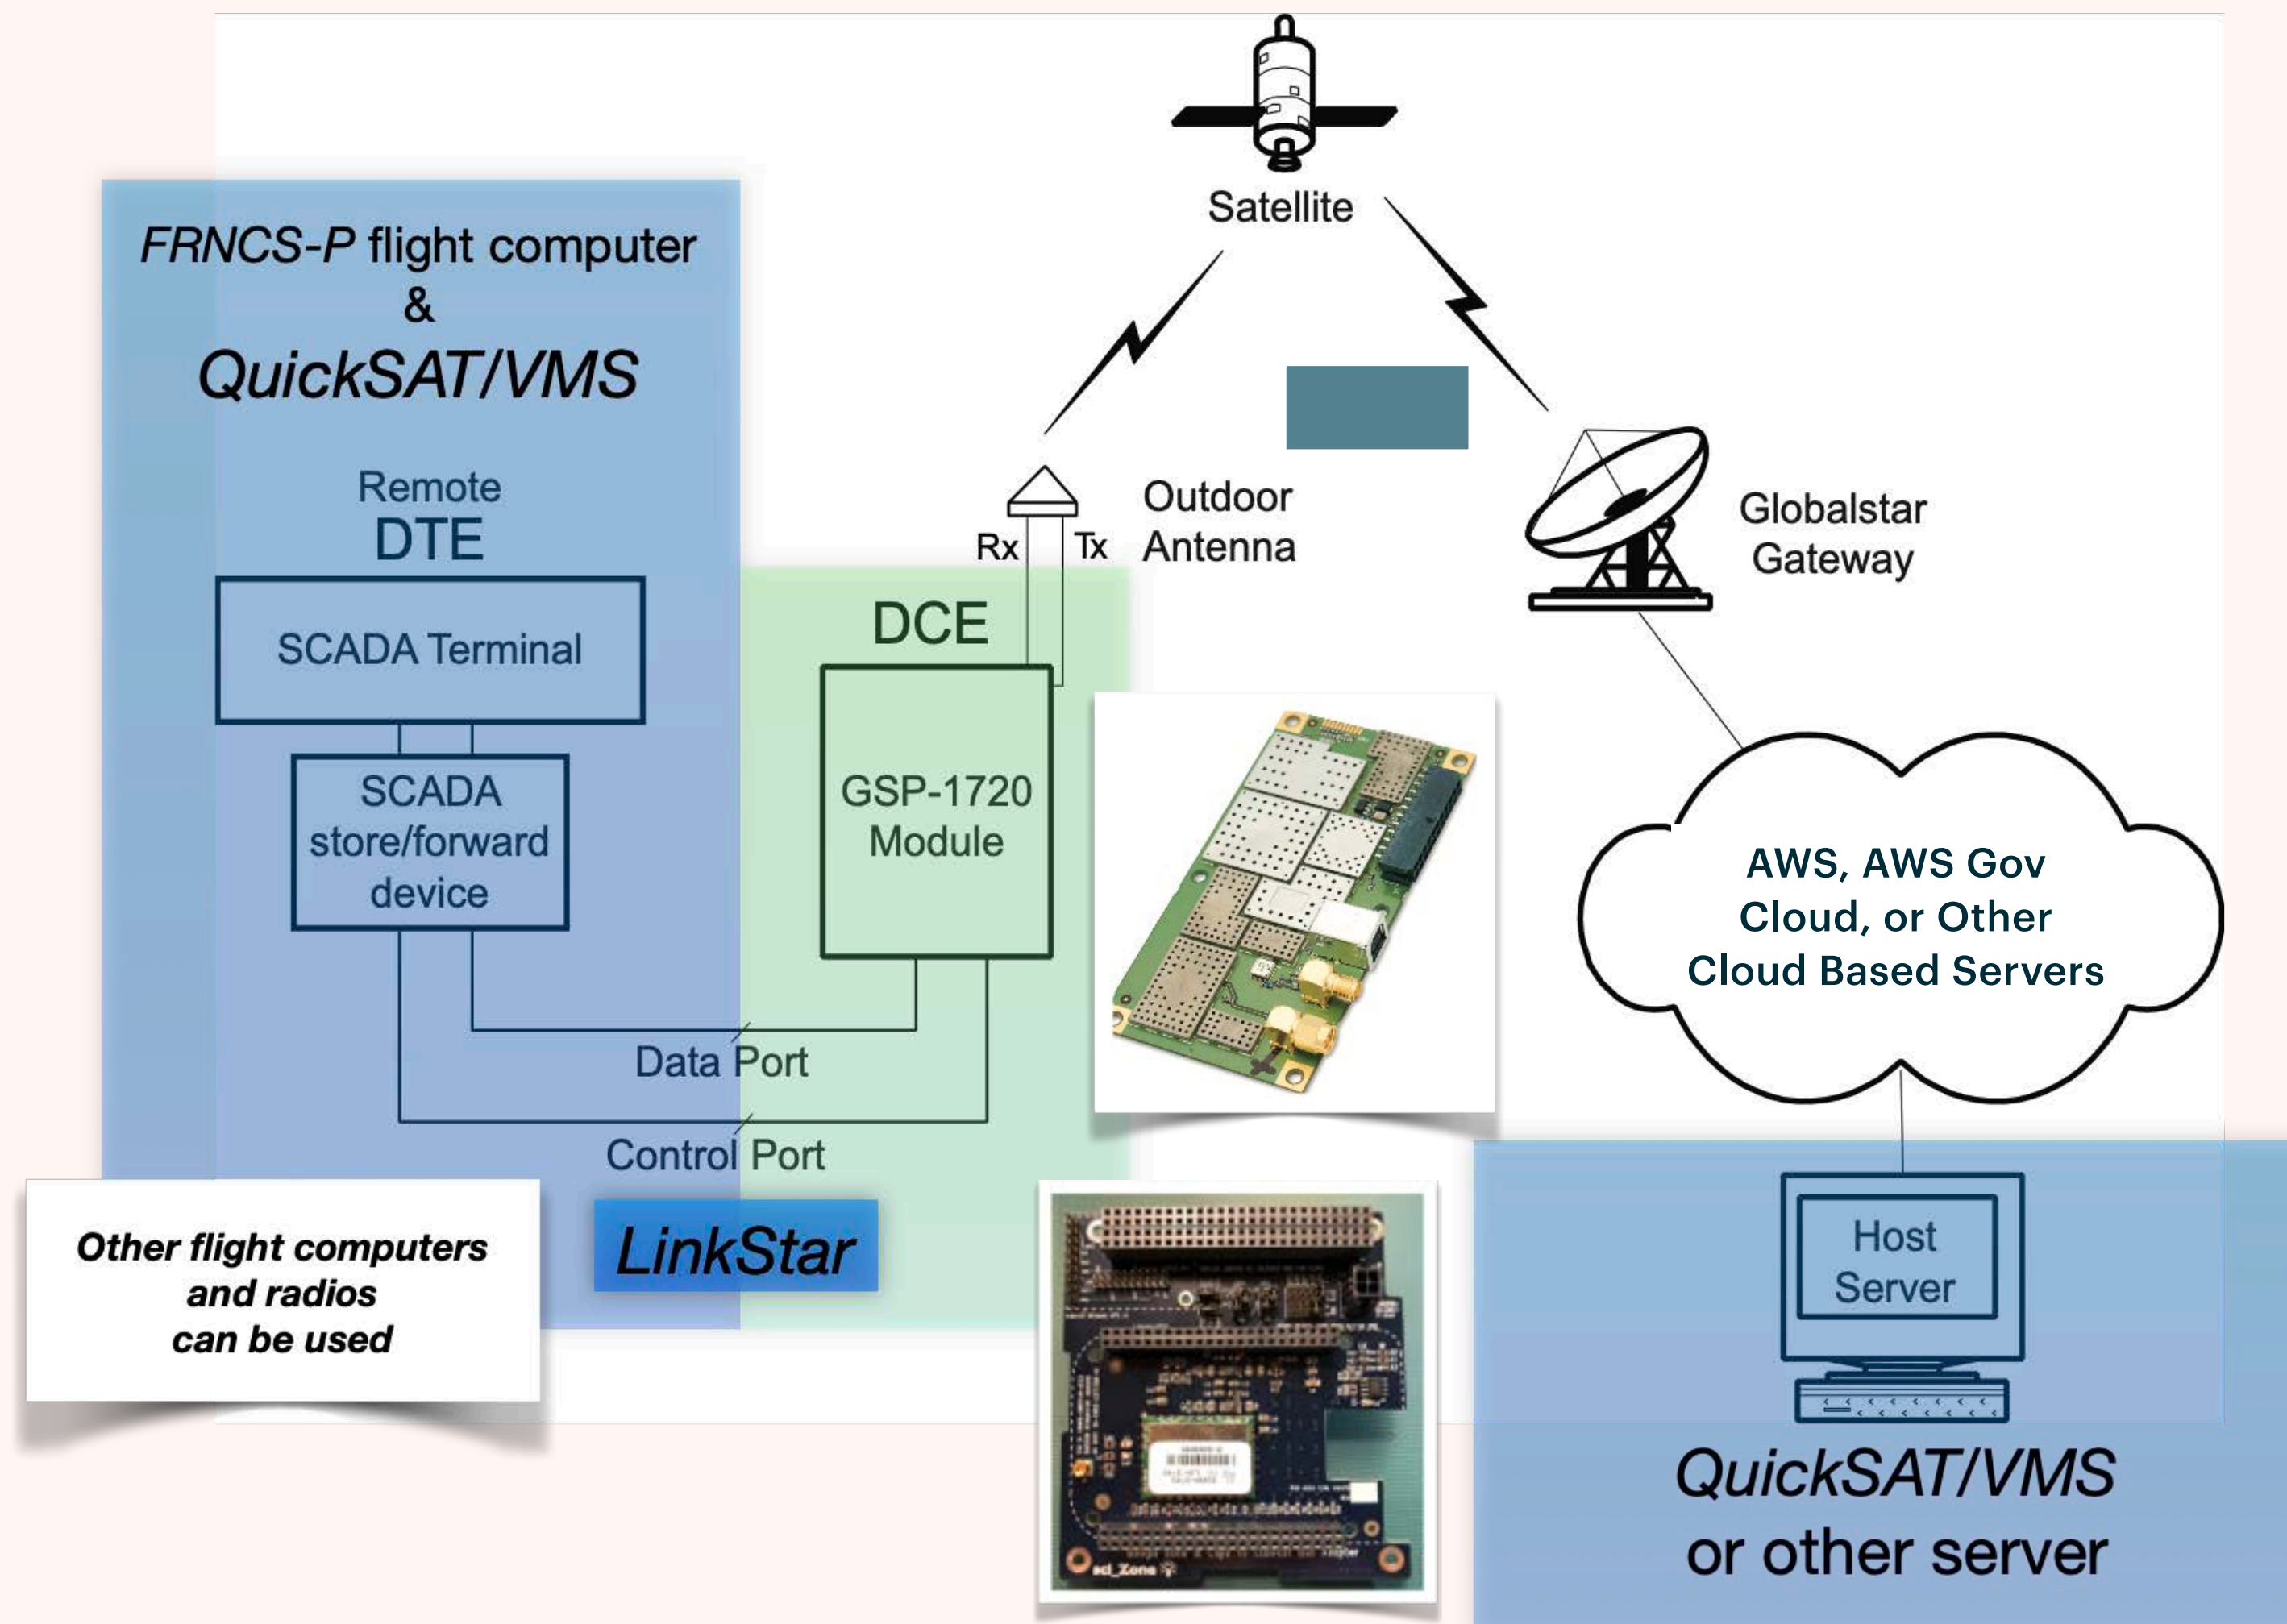 Satellite
FRNCS-P flight computer
&
QuickSAT/VMS
Remote
DTE
SCADA Terminal
SCADA
store/forward
device
Rx
Tx
Outdoor
Antenna
DCE
GSP-1720
Module
Data Port
Control Port
LinkStar
Other flight computers
and radios
can be used
Globalstar
Gateway
AWS, AWS Gov
Cloud, or Other
Cloud Based Servers
Host
Server
QuickSAT/VMS
or other server
sci_Zone